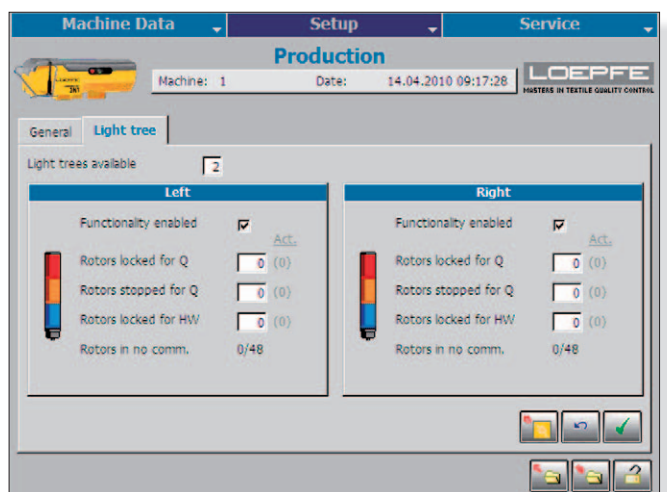 Machine Data Setup Service
Production
Machine: 1 Date: 14.04.2010 09:17:28
LOEPFE
MASTERS IN TEXTILE QUALITY CONTROL
General Light tree
Light trees available 2
Left Right
Functionality enabled Functionality enabled
Act. Act.
Rotors locked for Q 0 (0) Rotors locked for Q 0 (0)
Rotors stopped for Q 0 (0) Rotors stopped for Q 0 (0)
Rotors locked for HW 0 (0) Rotors locked for HW 0 (0)
Rotors in no comm. 0/48 Rotors in no comm. 0/48